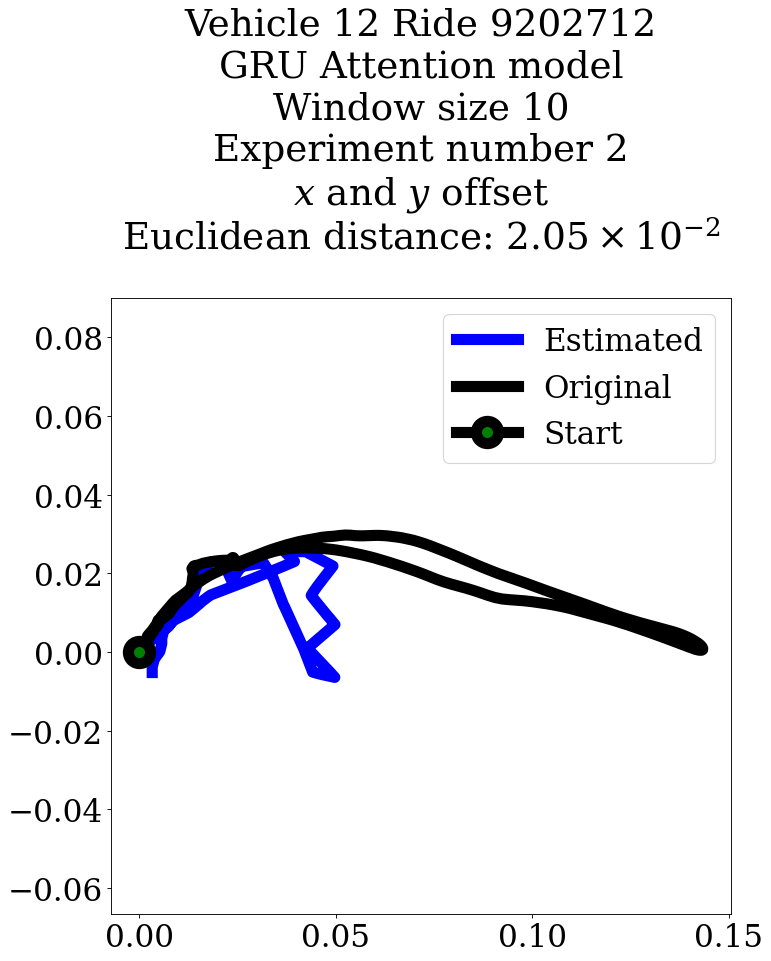 Vehicle 12 Ride 9202712
GRU Attention model
Window size 10
Experiment number 2
x and y offset
Euclidean distance: 2.05 × 10⁻²
Estimated
Original
Start
0.08
0.06
0.04
0.02
0.00
−0.02
−0.04
−0.06
0.00 0.05 0.10 0.15